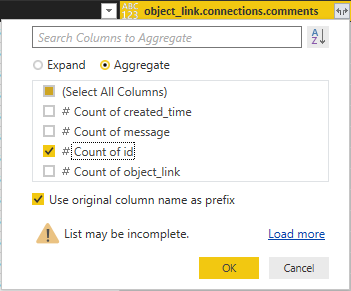 ABC
123
object_link.connections.comments
Search Columns to Aggregate
A
Z
Expand
Aggregate
(Select All Columns)
# Count of created_time
# Count of message
# Count of id
# Count of object_link
Use original column name as prefix
List may be incomplete.
Load more
OK
Cancel